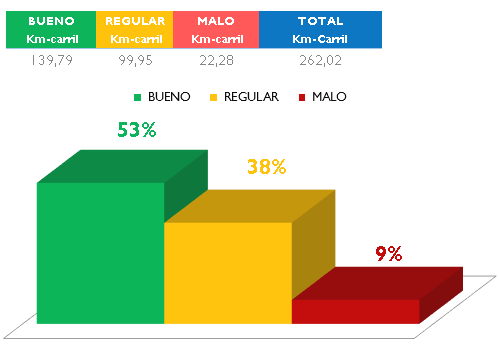 BUENO REGULAR MALO TOTAL
Km-carril Km-carril Km-carril Km-Carril
139,79 99,95 22,28 262,02
BUENO REGULAR MALO
53%
38%
9%